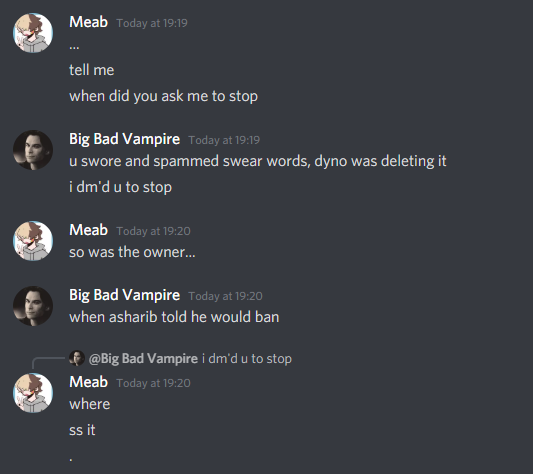 Meab Today at 19:19
...
tell me
when did you ask me to stop
Big Bad Vampire Today at 19:19
u swore and spammed swear words, dyno was deleting it
i dm'd u to stop
Meab Today at 19:20
so was the owner...
Big Bad Vampire Today at 19:20
when asharib told he would ban
@Big Bad Vampire i dm'd u to stop
Meab Today at 19:20
where
ss it
.